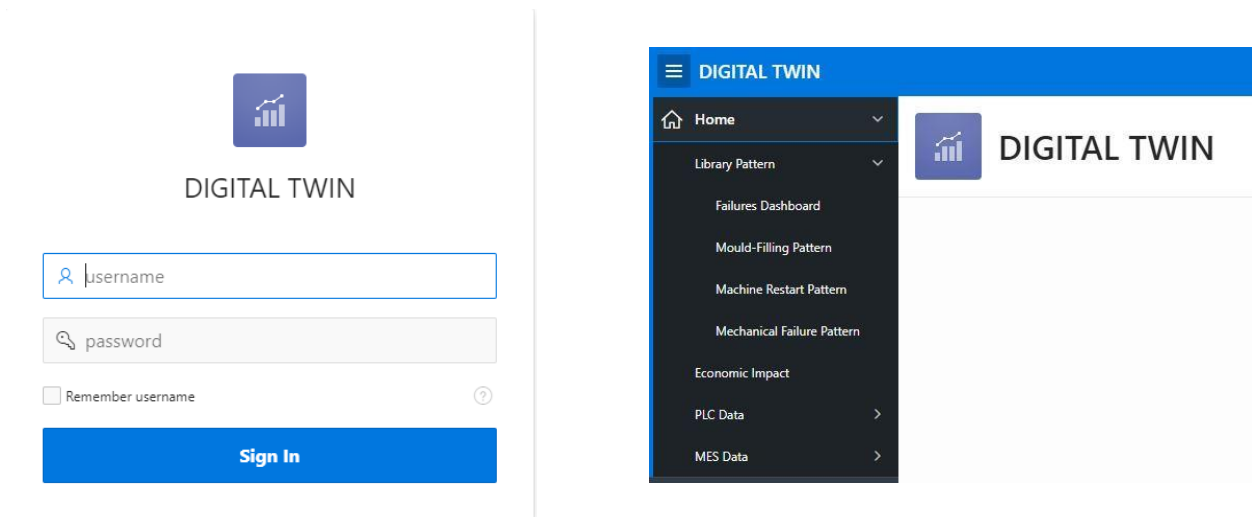 DIGITAL TWIN
username
password
Remember username
?
Sign In
DIGITAL TWIN
Home
DIGITAL TWIN
Library Pattern
Failures Dashboard
Mould-Filling Pattern
Machine Restart Pattern
Mechanical Failure Pattern
Economic Impact
PLC Data
MES Data